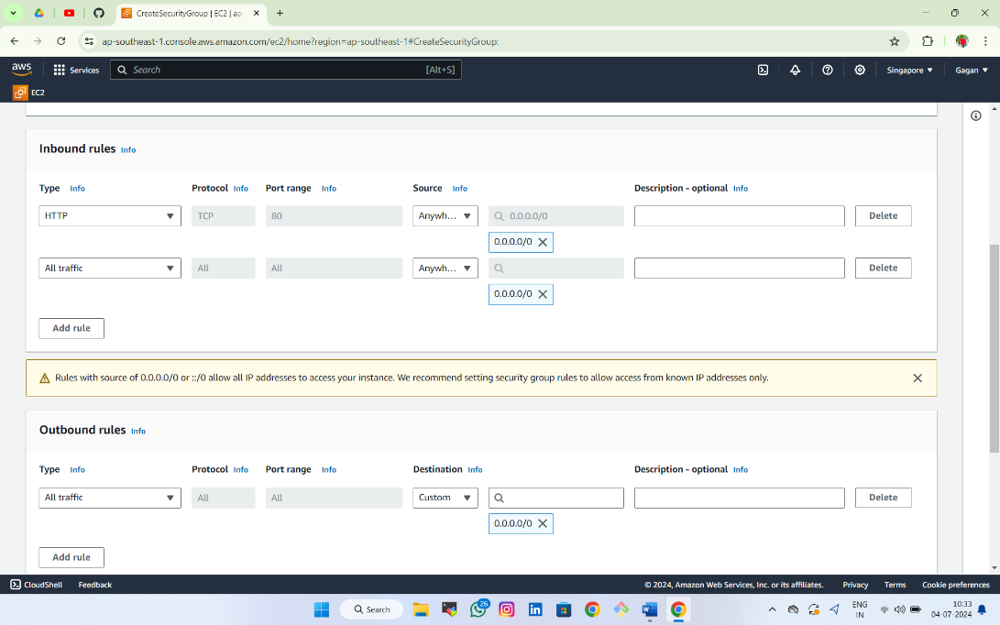 CreateSecurityGroup | EC2 | ap-
ap-southeast-1.console.aws.amazon.com/ec2/home?region=ap-southeast-1#CreateSecurityGroup:
aws Services Search [Alt+S] Singapore Gagan
EC2
Inbound rules Info
Type Info Protocol Info Port range Info Source Info Description - optional Info
HTTP TCP 80 Anywh... 0.0.0.0/0 Delete
0.0.0.0/0
All traffic All All Anywh... Delete
0.0.0.0/0
Add rule
Rules with source of 0.0.0.0/0 or ::/0 allow all IP addresses to access your instance. We recommend setting security group rules to allow access from known IP addresses only.
Outbound rules Info
Type Info Protocol Info Port range Info Destination Info Description - optional Info
All traffic All All Custom Delete
0.0.0.0/0
Add rule
CloudShell Feedback © 2024, Amazon Web Services, Inc. or its affiliates. Privacy Terms Cookie preferences
Search 26 ENG 10:33
IN 04-07-2024